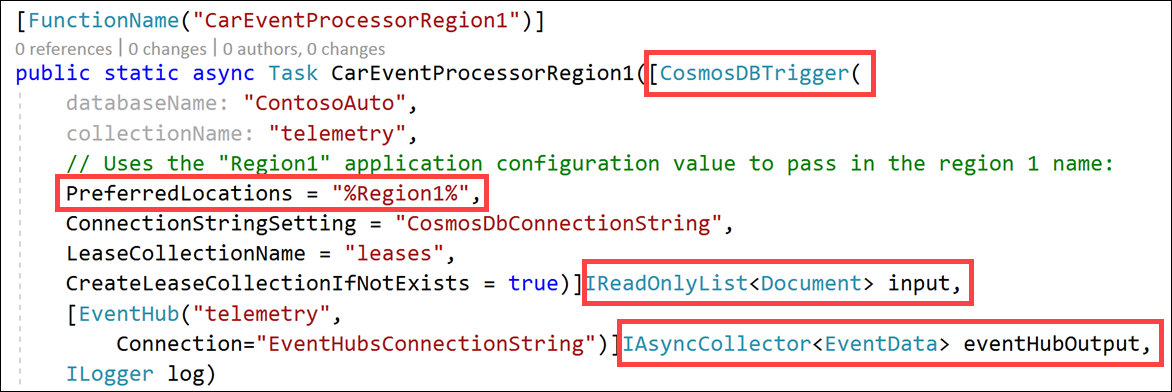 [FunctionName("CarEventProcessorRegion1")]
0 references | 0 changes | 0 authors, 0 changes
public static async Task CarEventProcessorRegion1([CosmosDBTrigger(
databaseName: "ContosoAuto",
collectionName: "telemetry",
// Uses the "Region1" application configuration value to pass in the region 1 name:
PreferredLocations = "%Region1%",
ConnectionStringSetting = "CosmosDbConnectionString",
LeaseCollectionName = "leases",
CreateLeaseCollectionIfNotExists = true)]IReadOnlyList<Document> input,
[EventHub("telemetry",
Connection="EventHubsConnectionString")]IAsyncCollector<EventData> eventHubOutput,
ILogger log)